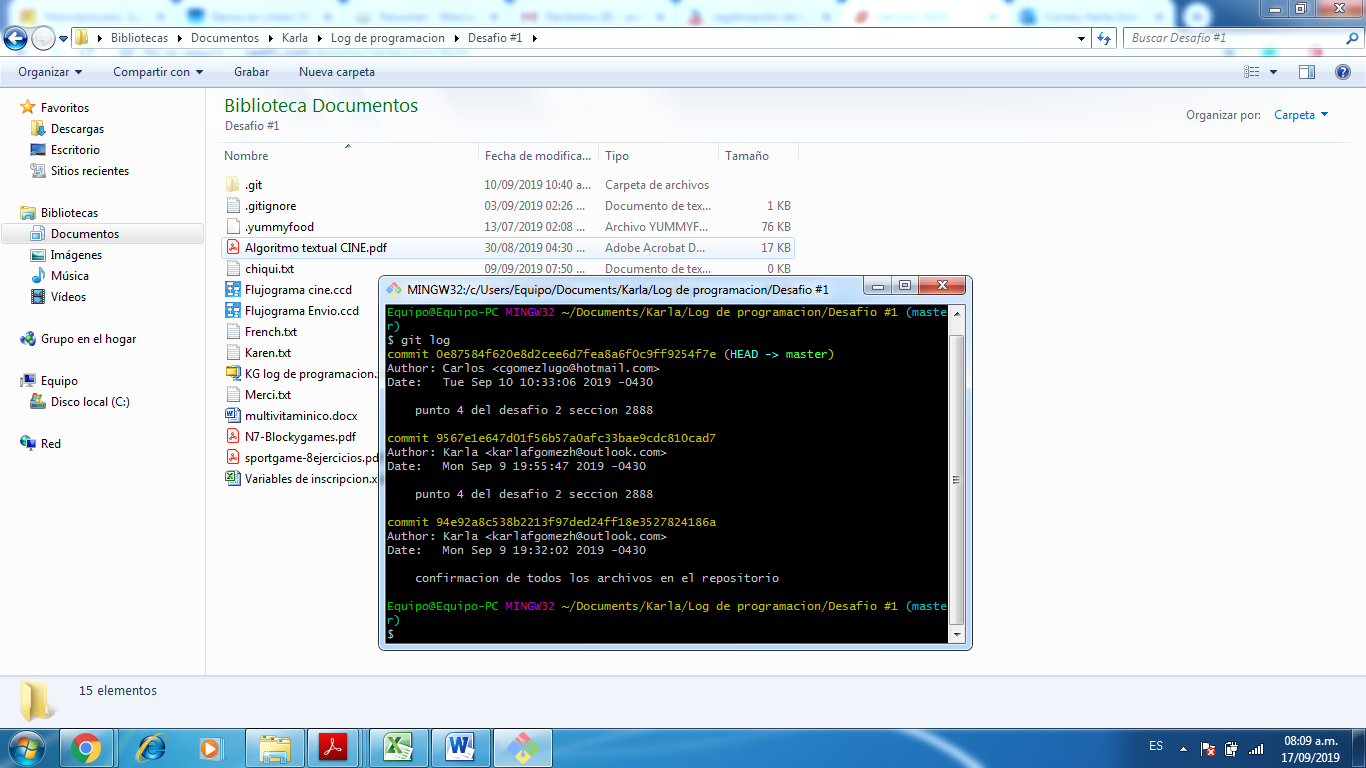 Bibliotecas Documentos Karla Log de programacion Desafio #1
Buscar Desafio #1
Organizar Compartir con Grabar Nueva carpeta
Favoritos
Descargas
Escritorio
Sitios recientes
Bibliotecas
Documentos
Imágenes
Música
Vídeos
Grupo en el hogar
Equipo
Disco local (C:)
Red
Biblioteca Documentos
Desafio #1
Organizar por: Carpeta
Nombre Fecha de modifica... Tipo Tamaño
.git 10/09/2019 10:40 a... Carpeta de archivos
.gitignore 03/09/2019 02:26 ... Documento de tex... 1 KB
.yummyfood 13/07/2019 02:08 ... Archivo YUMMYF... 76 KB
Algoritmo textual CINE.pdf 30/08/2019 04:30 ... Adobe Acrobat D... 17 KB
chiqui.txt 09/09/2019 07:50 ... Documento de tex... 0 KB
Flujograma cine.ccd
Flujograma Envio.ccd
French.txt
Karen.txt
KG log de programacion.
Merci.txt
multivitaminico.docx
N7-Blockygames.pdf
sportgame-8ejercicios.pd
Variables de inscripcion.x
MINGW32:/c/Users/Equipo/Documents/Karla/Log de programacion/Desafio #1
Equipo@Equipo-PC MINGW32 ~/Documents/Karla/Log de programacion/Desafio #1 (maste
r)
$ git log
commit 0e87584f620e8d2cee6d7fea8a6f0c9ff9254f7e (HEAD -> master)
Author: Carlos <cgomezlugo@hotmail.com>
Date: Tue Sep 10 10:33:06 2019 -0430
punto 4 del desafio 2 seccion 2888
commit 9567e1e647d01f56b57a0afc33bae9cdc810cad7
Author: Karla <karlafgomezh@outlook.com>
Date: Mon Sep 9 19:55:47 2019 -0430
punto 4 del desafio 2 seccion 2888
commit 94e92a8c538b2213f97ded24ff18e3527824186a
Author: Karla <karlafgomezh@outlook.com>
Date: Mon Sep 9 19:32:02 2019 -0430
confirmacion de todos los archivos en el repositorio
Equipo@Equipo-PC MINGW32 ~/Documents/Karla/Log de programacion/Desafio #1 (maste
r)
$
15 elementos
ES
08:09 a.m.
17/09/2019